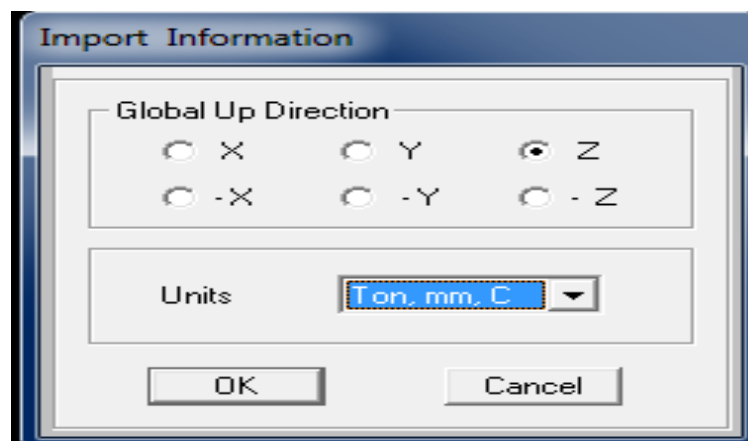 Import Information
Global Up Direction
X Y Z
-X -Y - Z
Units Ton, mm, C
OK Cancel